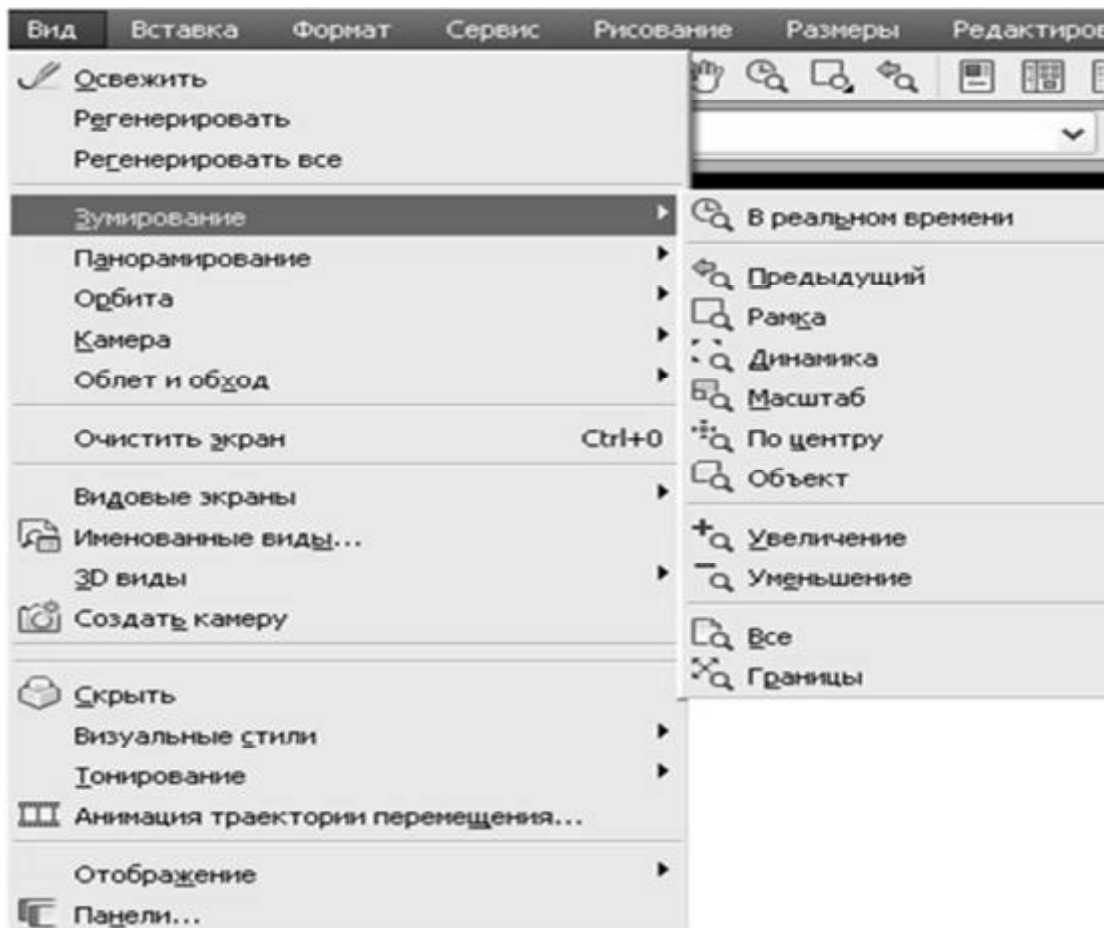 Вид Вставка Формат Сервис Рисование Размеры Редактиров
Освежить
Регенерировать
Регенерировать все
Зумирование
Панорамирование
Орбита
Камера
Облет и обход
Очистить экран Ctrl+0
Видовые экраны
Именованные виды...
3D виды
Создать камеру
Скрыть
Визуальные стили
Тонирование
Анимация траектории перемещения...
Отображение
Панели...
В реальном времени
Предыдущий
Рамка
Динамика
Масштаб
По центру
Объект
Увеличение
Уменьшение
Все
Границы